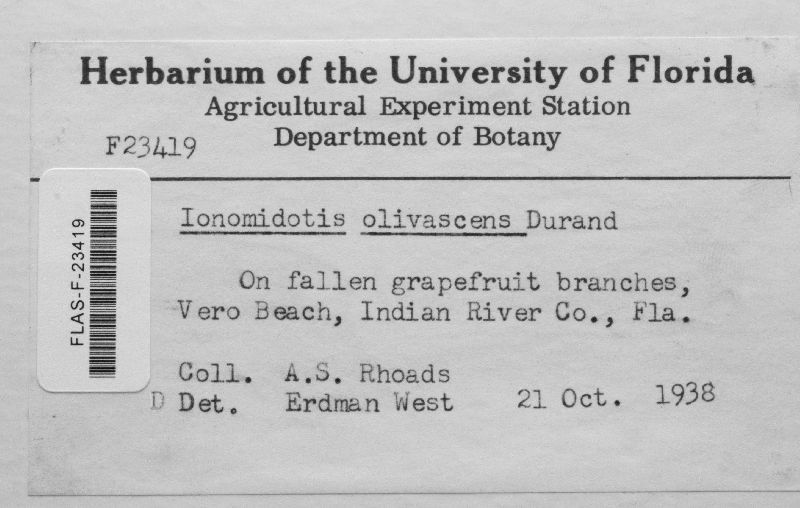 Herbarium of the University of Florida
Agricultural Experiment Station
Department of Botany
F23419
FLAS-F-23419
Ionomidotis olivascens Durand
On fallen grapefruit branches,
Vero Beach, Indian River Co., Fla.
Coll. A.S. Rhoads
D Det. Erdman West 21 Oct. 1938